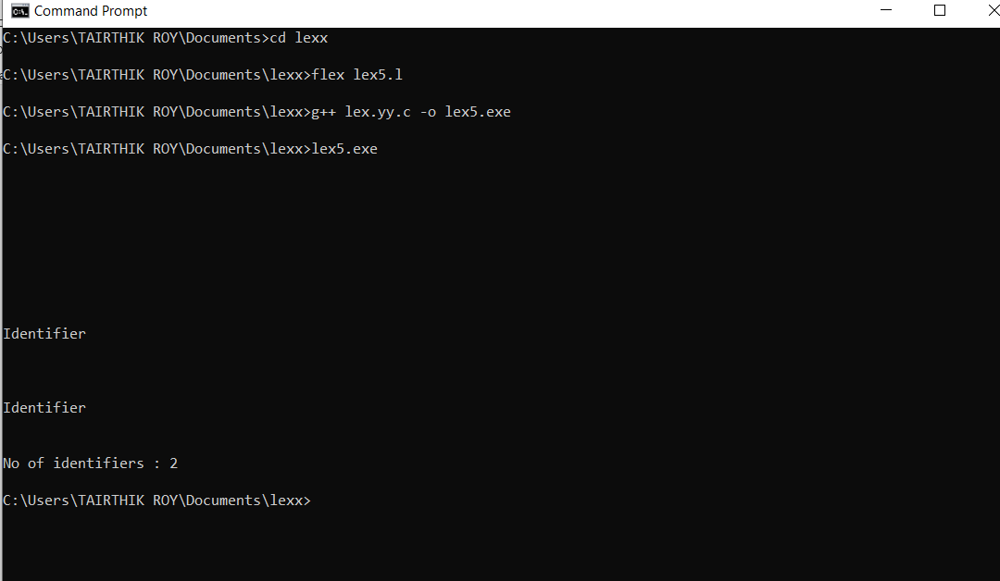 Command Prompt
C:\Users\TAIRTHIK ROY\Documents>cd lexx
C:\Users\TAIRTHIK ROY\Documents\lexx>flex lex5.l
C:\Users\TAIRTHIK ROY\Documents\lexx>g++ lex.yy.c -o lex5.exe
C:\Users\TAIRTHIK ROY\Documents\lexx>lex5.exe
Identifier
Identifier
No of identifiers : 2
C:\Users\TAIRTHIK ROY\Documents\lexx>